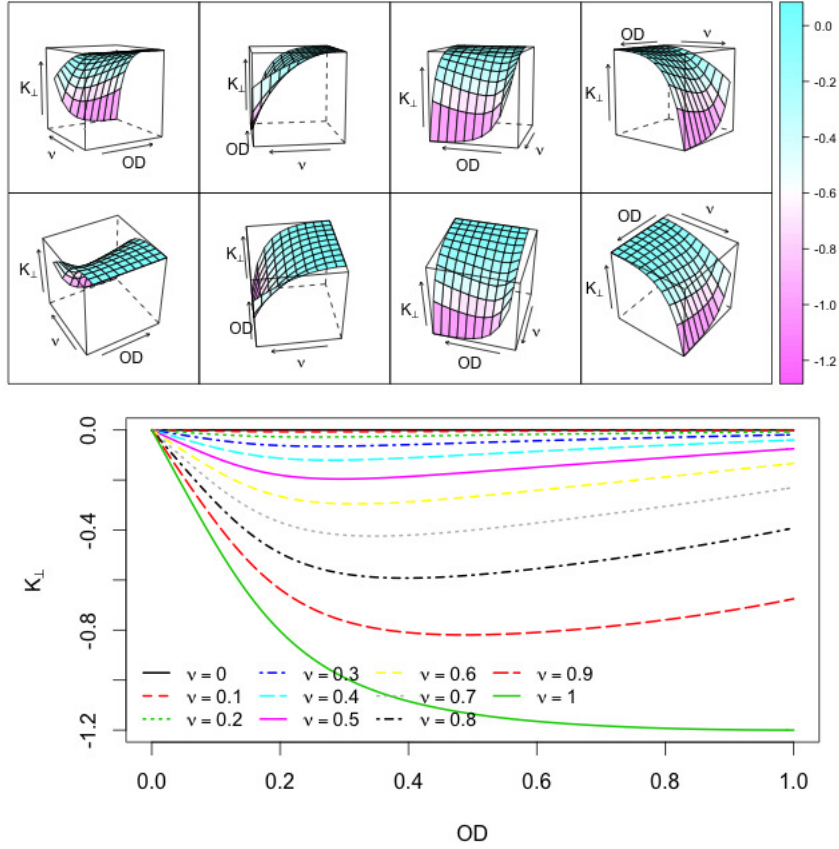 K⊥ ν OD
K⊥ OD ν
K⊥ OD ν
OD ν K⊥
K⊥ ν OD
K⊥ OD ν
K⊥ OD ν
OD ν K⊥
0.0
-0.2
-0.4
-0.6
-0.8
-1.0
-1.2
0.0
-0.4
-0.8
-1.2
K⊥
ν = 0
ν = 0.1
ν = 0.2
ν = 0.3
ν = 0.4
ν = 0.5
ν = 0.6
ν = 0.7
ν = 0.8
ν = 0.9
ν = 1
0.0 0.2 0.4 0.6 0.8 1.0
OD